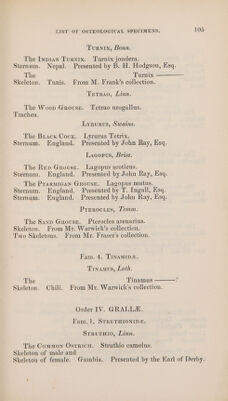 LIST OF OSTEOLOGICAL SPECIMENS. 105
TURNIX, Bonn.
The INDIAN TURNIX. Turnix joudera.
Sternum. Nepal. Presented by B. H. Hodgson, Esq.
The Turnix ———
Skeleton. Tunis. From M. Frank's collection.
TETRAO, Linn.
The WOOD GROUSE. Tetrao urogallus.
Trachea.
LYRURUS, Swains.
The BLACK COCK. Lyrurus Tetrix.
Sternum. England. Presented by John Ray, Esq.
LAGOPUS, Briss.
The RED GROUSE. Lagopus scoticus.
Sternum. England. Presented by John Ray, Esq.
The PTARMIGAN GROUSE. Lagopus mutus.
Sternum. England. Presented by T. Ingall, Esq.
Sternum. England. Presented by John Ray, Esq.
PTEROCLES, Temm.
The SAND GROUSE. Pterocles arenarius.
Skeleton. From Mr. Warwick's collection.
Two Skeletons. From Mr. Fraser's collection.
Fam. 4. TINAMIDÆ.
TINAMUS, Lath.
The Tinamus ———?
Skeleton. Chili. From Mr. Warwick's collection.
Order IV. GRALLÆ.
Fam. 1. STRUTHIONIDÆ.
STRUTHIO, Linn.
The COMMON OSTRICH. Struthio camelus.
Skeleton of male and
Skeleton of female. Gambia. Presented by the Earl of Derby.